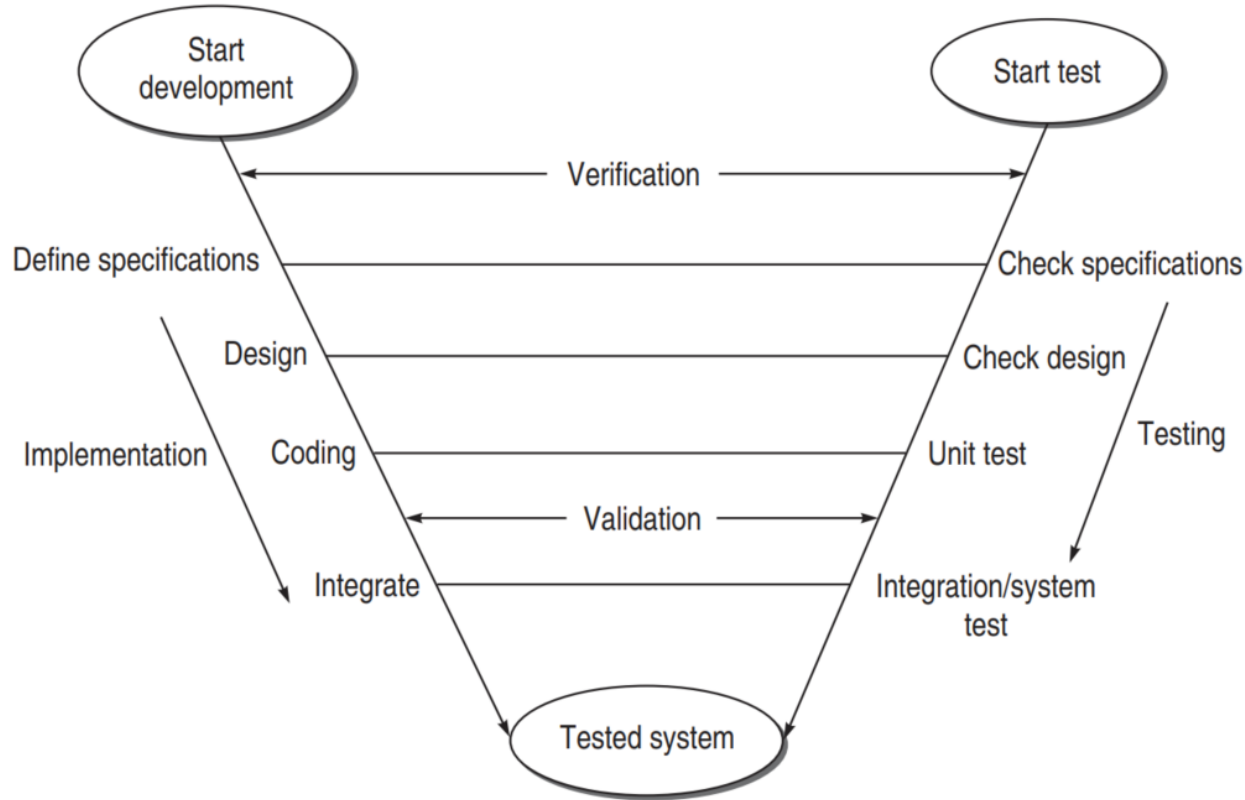 Start
development
Start test
Verification
Define specifications
Check specifications
Design
Check design
Implementation
Coding
Unit test
Testing
Validation
Integrate
Integration/system
test
Tested system